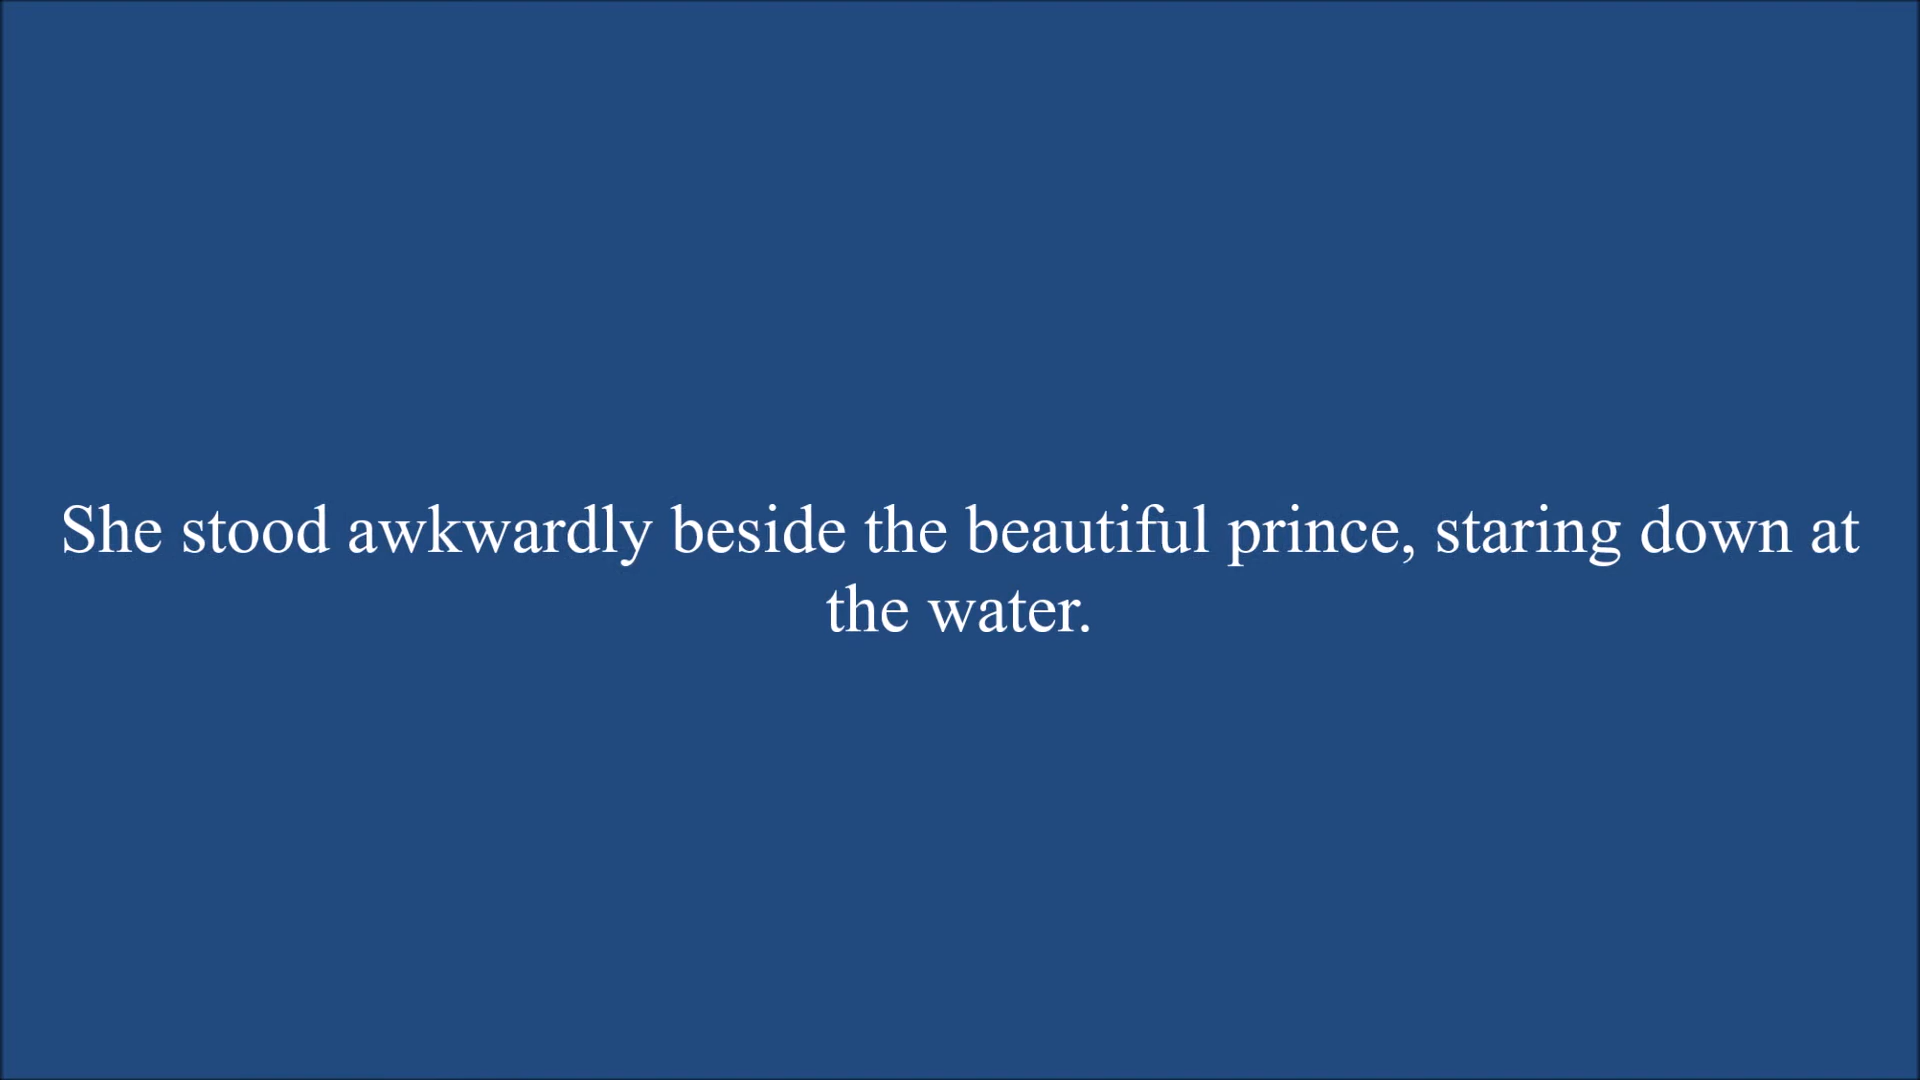 She stood awkwardly beside the beautiful prince, staring down at
the water.